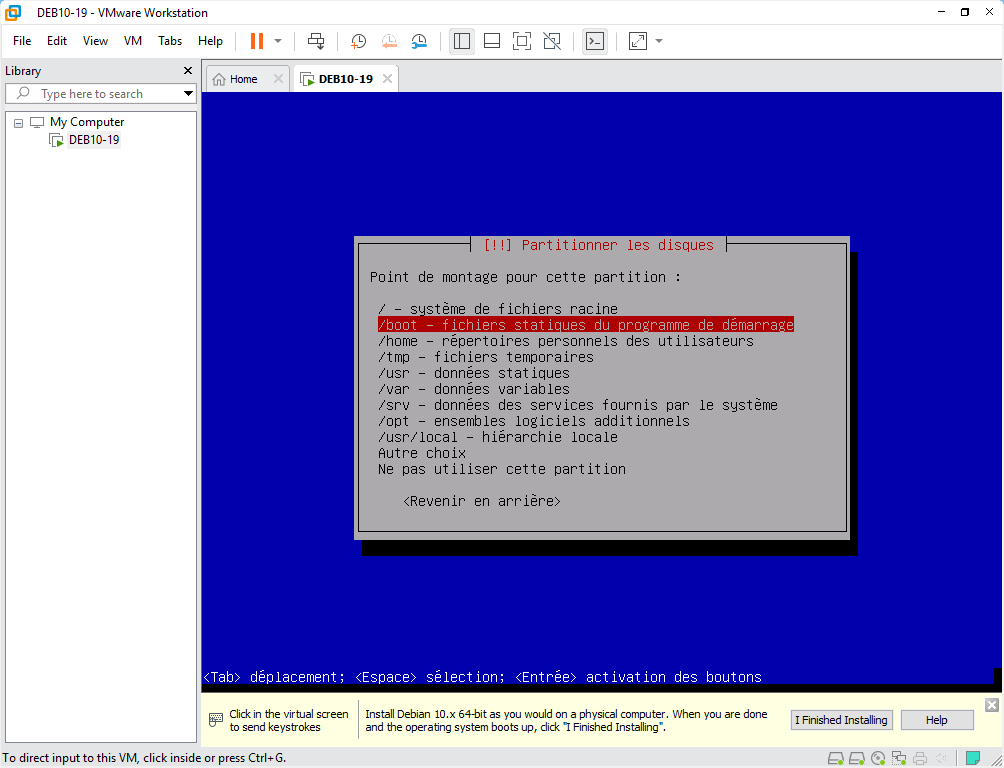 DEB10-19 - VMware Workstation
File Edit View VM Tabs Help
Library
Type here to search
My Computer
DEB10-19
Home
DEB10-19
[!!] Partitionner les disques
Point de montage pour cette partition :
/ – système de fichiers racine
/boot – fichiers statiques du programme de démarrage
/home – répertoires personnels des utilisateurs
/tmp – fichiers temporaires
/usr – données statiques
/var – données variables
/srv – données des services fournis par le système
/opt – ensembles logiciels additionnels
/usr/local – hiérarchie locale
Autre choix
Ne pas utiliser cette partition
<Revenir en arrière>
<Tab> déplacement; <Espace> sélection; <Entrée> activation des boutons
Click in the virtual screen
to send keystrokes
Install Debian 10.x 64-bit as you would on a physical computer. When you are done
and the operating system boots up, click "I Finished Installing".
I Finished Installing
Help
To direct input to this VM, click inside or press Ctrl+G.